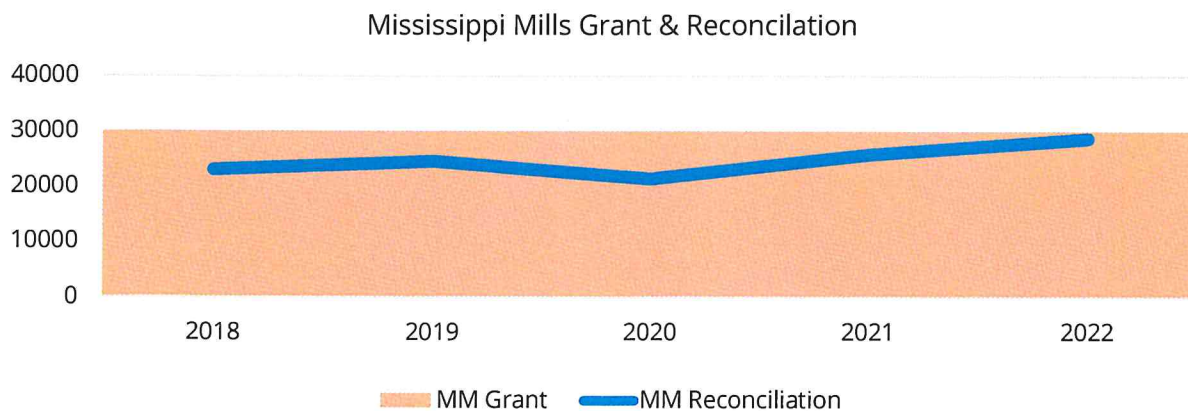 Mississippi Mills Grant & Reconcilation
40000
30000
20000
10000
0
2018 2019 2020 2021 2022
MM Grant MM Reconciliation